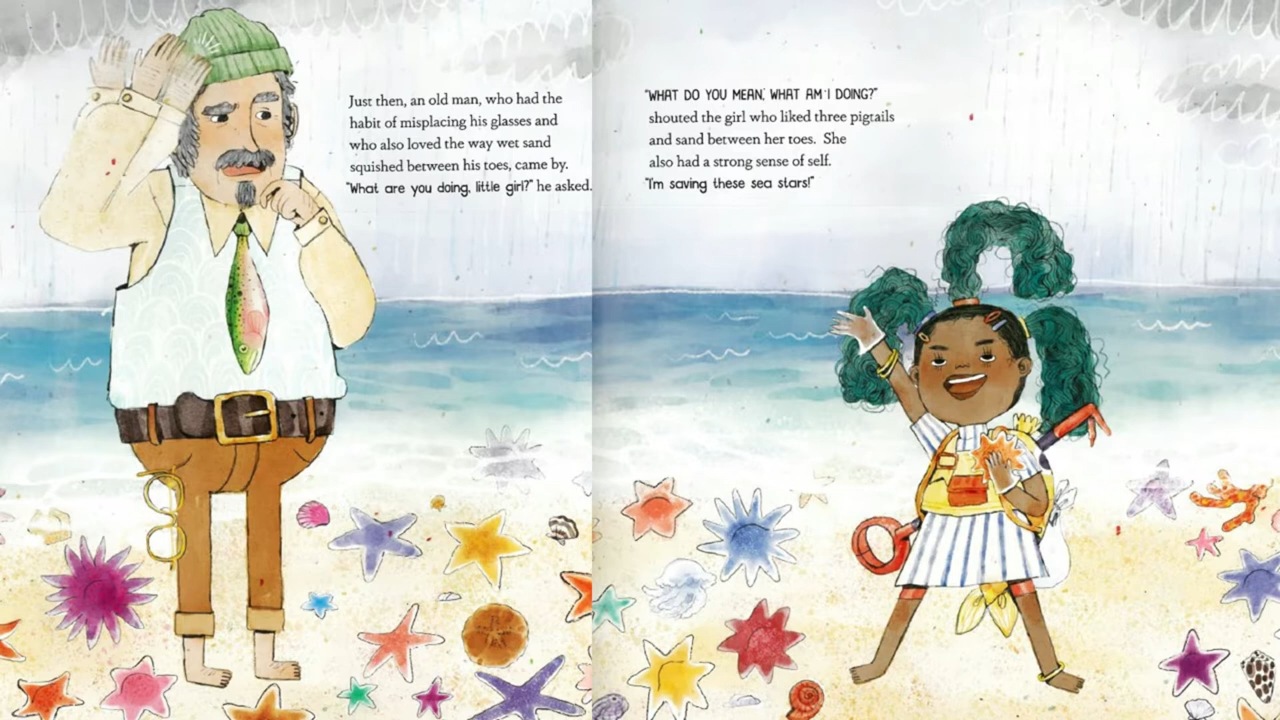 Just then, an old man, who had the
habit of misplacing his glasses and
who also loved the way wet sand
squished between his toes, came by.
"What are you doing, little girl?" he asked.
"WHAT DO YOU MEAN, WHAT AM I DOING?"
shouted the girl who liked three pigtails
and sand between her toes. She
also had a strong sense of self.
"I'm saving these sea stars!"